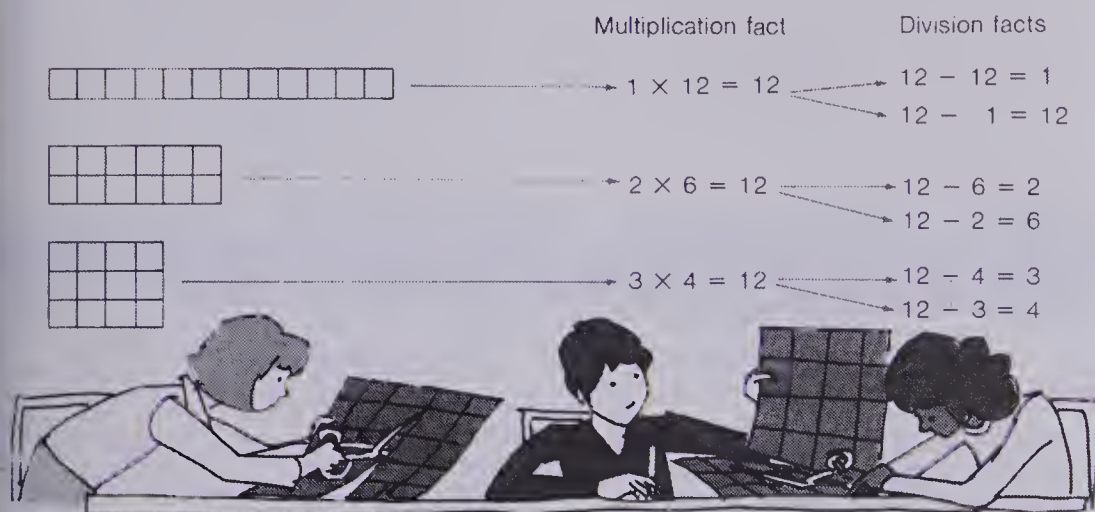 Multiplication fact Division facts
1 × 12 = 12 12 − 12 = 1
12 − 1 = 12
2 × 6 = 12 12 − 6 = 2
12 − 2 = 6
3 × 4 = 12 12 − 4 = 3
12 − 3 = 4